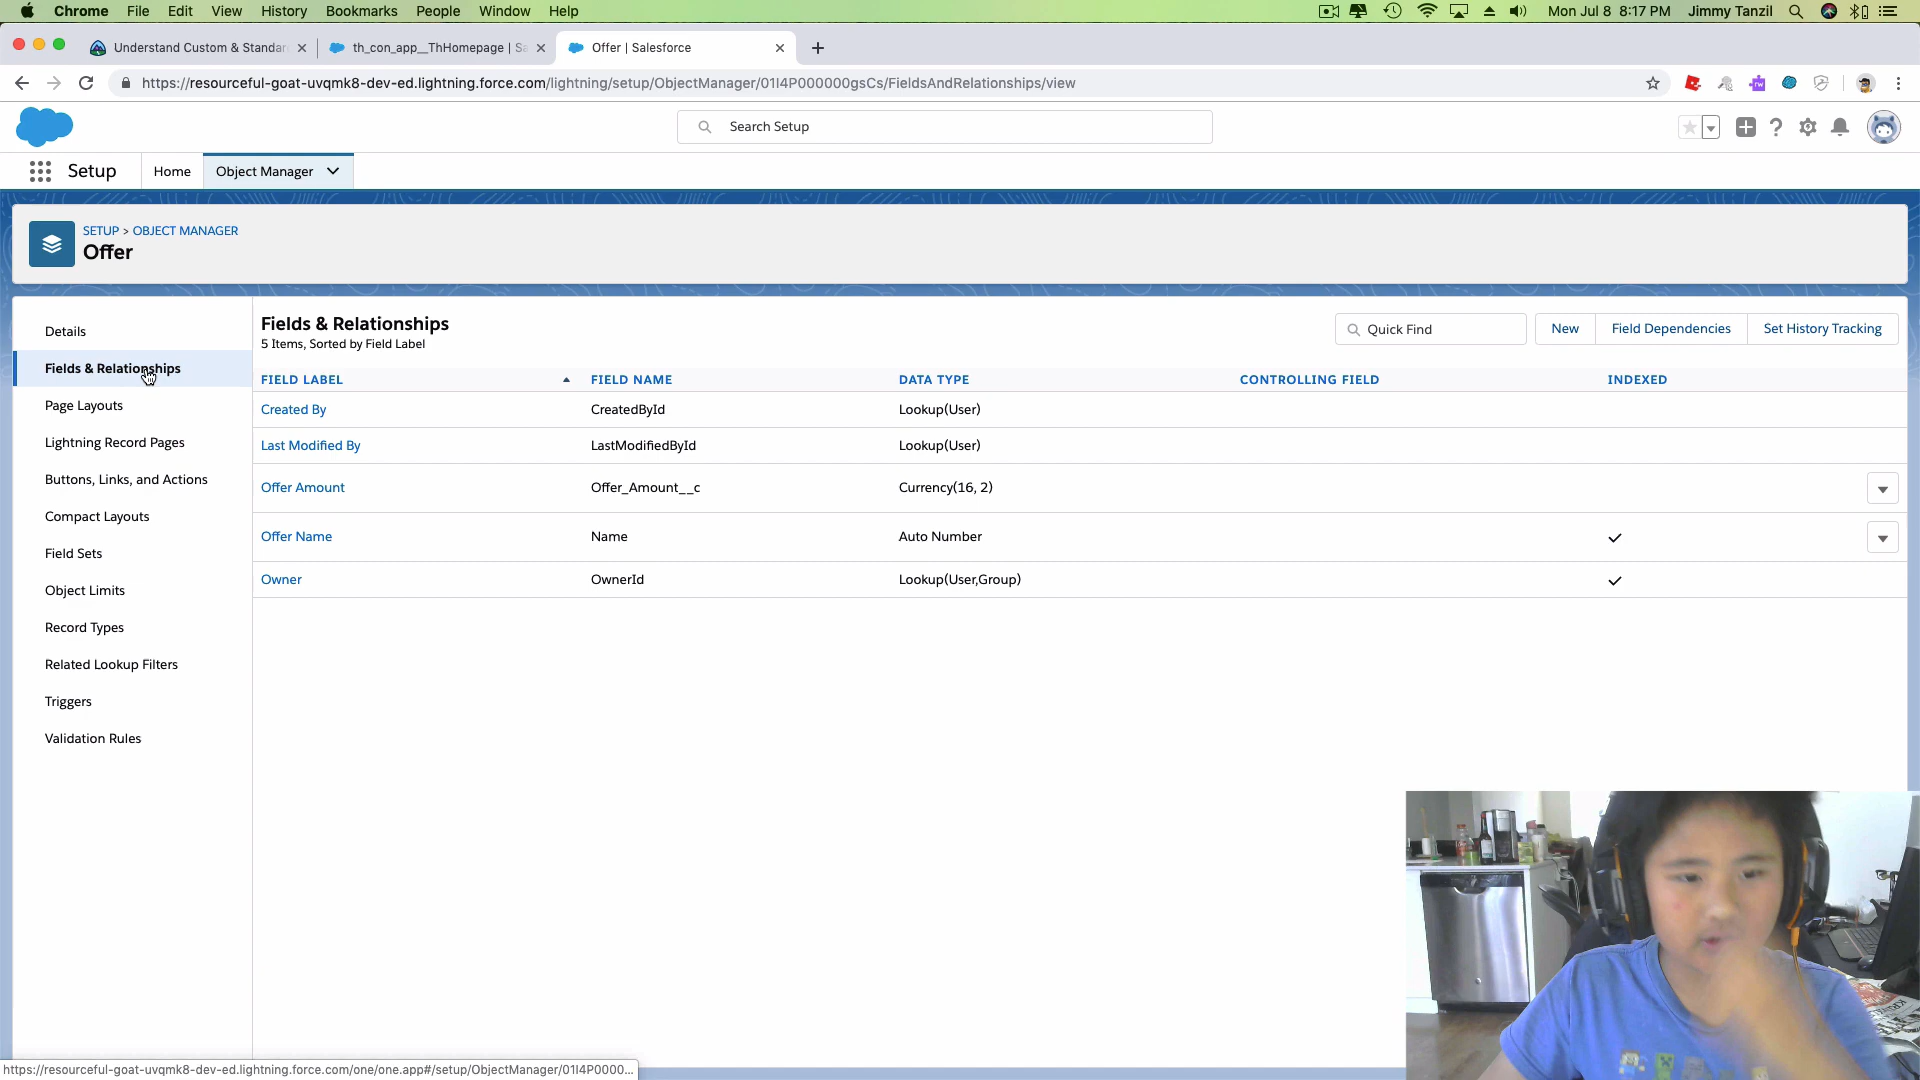 Chrome File Edit View History Bookmarks People Window Help
Mon Jul 8 8:17 PM Jimmy Tanzil
Understand Custom & Standar
th_con_app__ThHomepage | Sa
Offer | Salesforce
https://resourceful-goat-uvqmk8-dev-ed.lightning.force.com/lightning/setup/ObjectManager/01I4P000000gsCs/FieldsAndRelationships/view
Search Setup
Setup Home Object Manager
SETUP > OBJECT MANAGER
Offer
Details
Fields & Relationships
Page Layouts
Lightning Record Pages
Buttons, Links, and Actions
Compact Layouts
Field Sets
Object Limits
Record Types
Related Lookup Filters
Triggers
Validation Rules
Fields & Relationships
5 Items, Sorted by Field Label
Quick Find
New
Field Dependencies
Set History Tracking
FIELD LABEL FIELD NAME DATA TYPE CONTROLLING FIELD INDEXED
Created By CreatedById Lookup(User)
Last Modified By LastModifiedById Lookup(User)
Offer Amount Offer_Amount__c Currency(16, 2)
Offer Name Name Auto Number
Owner OwnerId Lookup(User,Group)
https://resourceful-goat-uvqmk8-dev-ed.lightning.force.com/one/one.app#/setup/ObjectManager/01I4P0000...